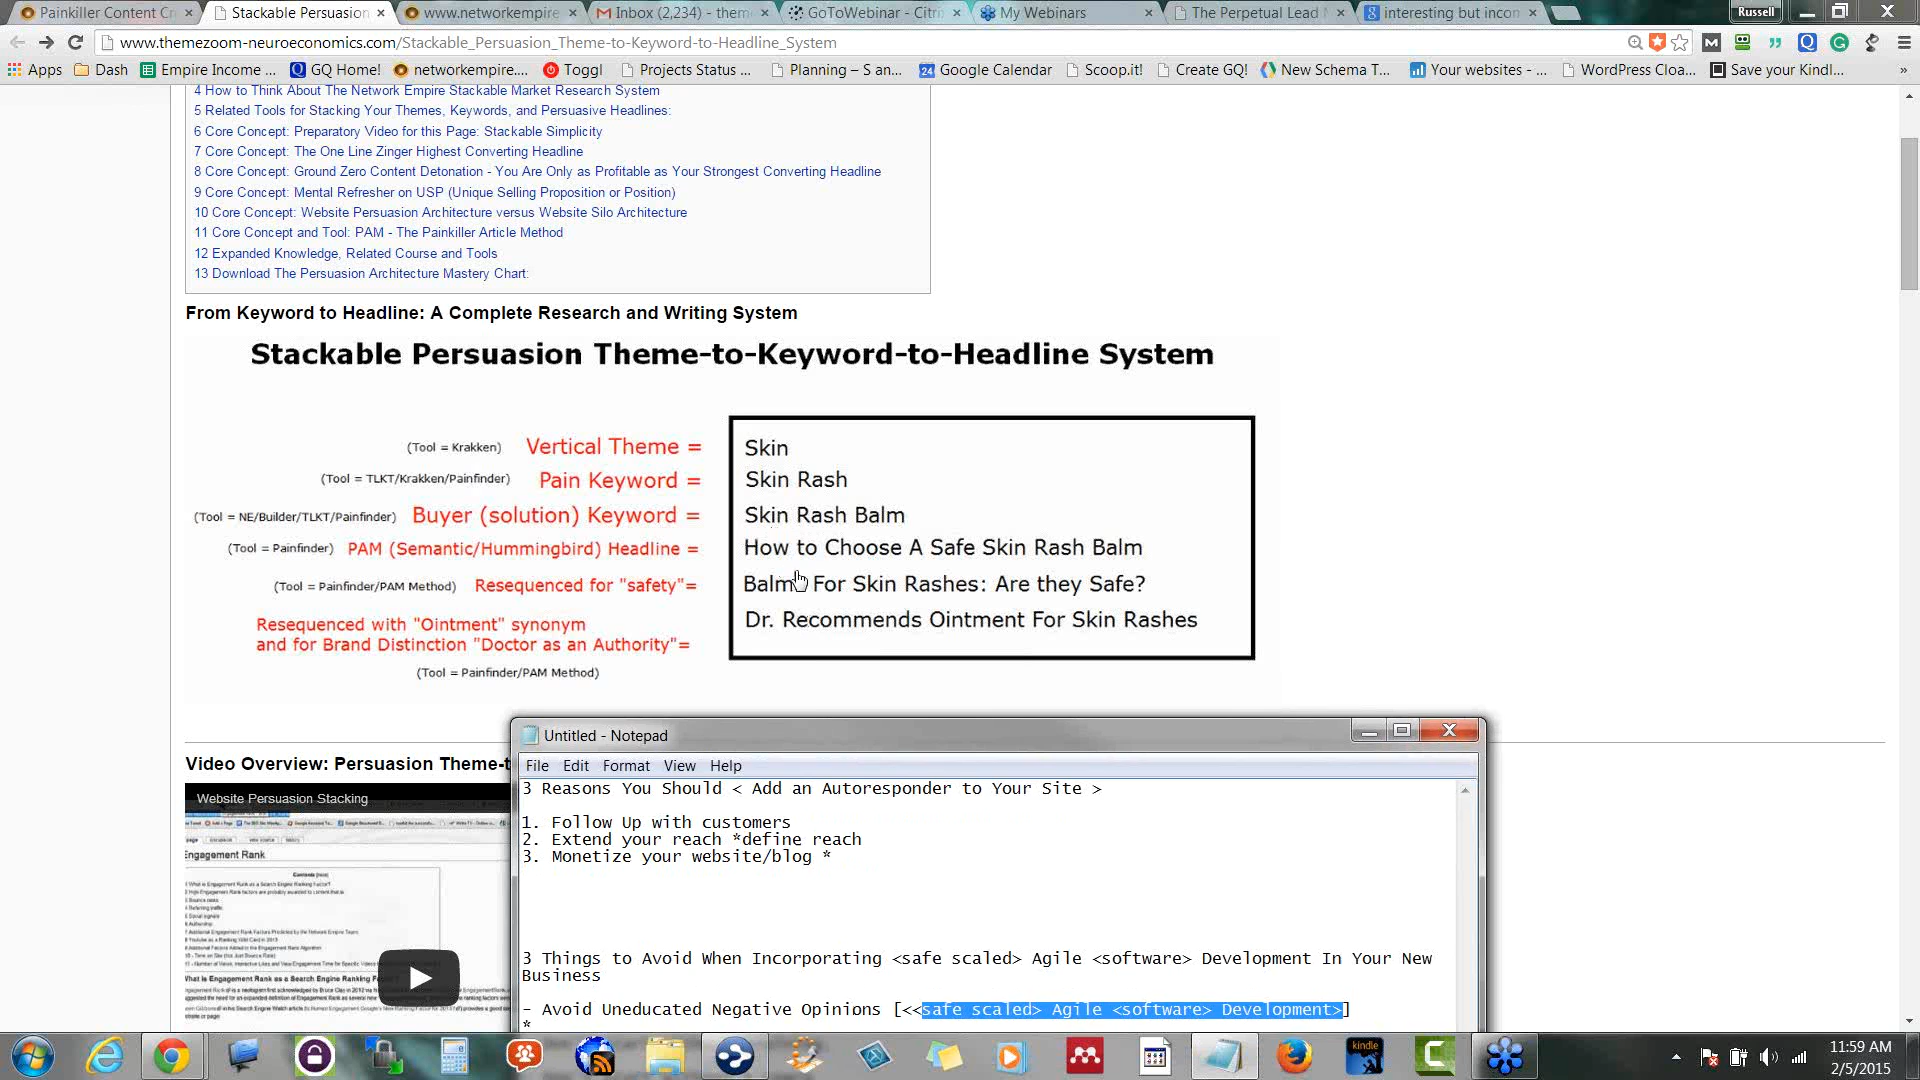 Painkiller Content Cr
Stackable Persuasion
www.networkempire
Inbox (2,234) - them
GoToWebinar - Citri
My Webinars
The Perpetual Lead M
interesting but incon
Russell
www.themezoom-neuroeconomics.com/Stackable_Persuasion_Theme-to-Keyword-to-Headline_System
Apps
Dash
Empire Income ...
GQ Home!
networkempire....
Toggl
Projects Status ...
Planning – S an...
Google Calendar
Scoop.it!
Create GQ!
New Schema T...
Your websites - ...
WordPress Cloa...
Save your Kindl...
»
4 How to Think About The Network Empire Stackable Market Research System
5 Related Tools for Stacking Your Themes, Keywords, and Persuasive Headlines:
6 Core Concept: Preparatory Video for this Page: Stackable Simplicity
7 Core Concept: The One Line Zinger Highest Converting Headline
8 Core Concept: Ground Zero Content Detonation - You Are Only as Profitable as Your Strongest Converting Headline
9 Core Concept: Mental Refresher on USP (Unique Selling Proposition or Position)
10 Core Concept: Website Persuasion Architecture versus Website Silo Architecture
11 Core Concept and Tool: PAM - The Painkiller Article Method
12 Expanded Knowledge, Related Course and Tools
13 Download The Persuasion Architecture Mastery Chart:
From Keyword to Headline: A Complete Research and Writing System
Stackable Persuasion Theme-to-Keyword-to-Headline System
(Tool = Krakken) Vertical Theme = Skin
(Tool = TLKT/Krakken/Painfinder) Pain Keyword = Skin Rash
(Tool = NE/Builder/TLKT/Painfinder) Buyer (solution) Keyword = Skin Rash Balm
(Tool = Painfinder) PAM (Semantic/Hummingbird) Headline = How to Choose A Safe Skin Rash Balm
(Tool = Painfinder/PAM Method) Resequenced for "safety"= Balm For Skin Rashes: Are they Safe?
Resequenced with "Ointment" synonym
and for Brand Distinction "Doctor as an Authority"= Dr. Recommends Ointment For Skin Rashes
(Tool = Painfinder/PAM Method)
Video Overview: Persuasion Theme-t
Website Persuasion Stacking
Engagement Rank
Untitled - Notepad
File Edit Format View Help
3 Reasons You Should < Add an Autoresponder to Your Site >
1. Follow Up with customers
2. Extend your reach *define reach
3. Monetize your website/blog *
3 Things to Avoid When Incorporating <safe scaled> Agile <software> Development In Your New
Business
- Avoid Uneducated Negative Opinions [<<safe scaled> Agile <software> Development>]
*
kindle
11:59 AM
2/5/2015